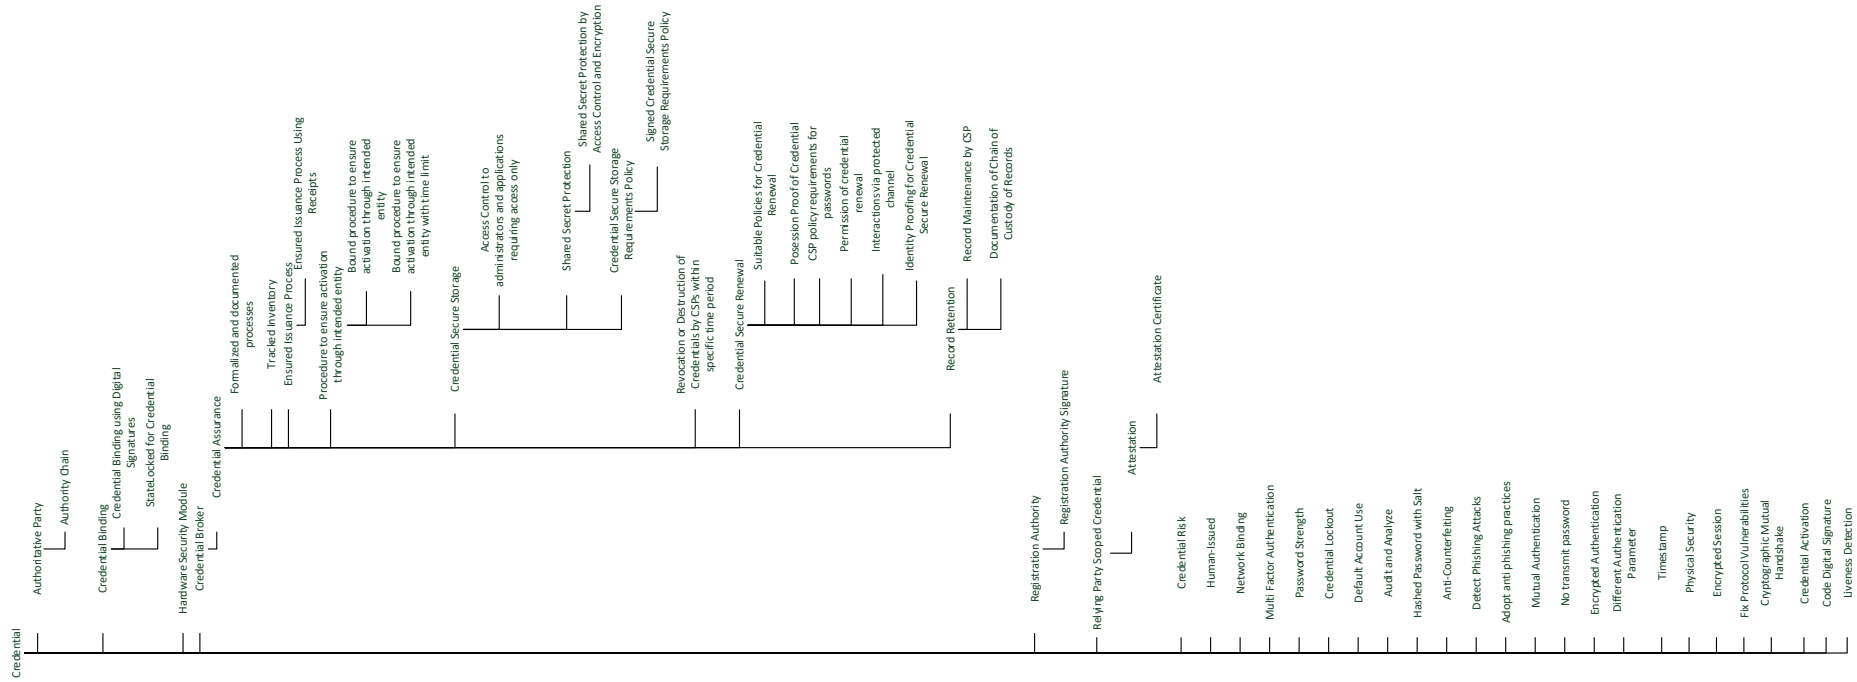 Credential
Authoritative Party
Authority Chain
Credential Binding
Credential Binding using Digital
Signatures
StateLocked for Credential
Binding
Hardware Security Module
Credential Broker
Credential Assurance
Formalized and documented
processes
Tracked Inventory
Ensured Issuance Process
Ensured Issuance Process Using
Receipts
Procedure to ensure activation
through intended entity
Bound procedure to ensure
activation through intended
entity
Bound procedure to ensure
activation through intended
entity with time limit
Credential Secure Storage
Access Control to
administrators and applications
requiring access only
Shared Secret Protection
Shared Secret Protection by
Access Control and Encryption
Credential Secure Storage
Requirements Policy
Signed Credential Secure
Storage Requirements Policy
Revocation or Destruction of
Credentials by CSPs within
specific time period
Credential Secure Renewal
Suitable Policies for Credential
Renewal
Posession Proof of Credential
CSP policy requirements for
passwords
Permission of credential
renewal
Interactions via protected
channel
Identity Proofing for Credential
Secure Renewal
Record Retention
Record Maintenance by CSP
Documentation of Chain of
Custody of Records
Registration Authority
Registration Authority Signature
Relying Party Scoped Credential
Attestation
Attestation Certificate
Credential Risk
Human-Issued
Network Binding
Multi Factor Authentication
Password Strength
Credential Lockout
Default Account Use
Audit and Analyze
Hashed Password with Salt
Anti-Counterfeiting
Detect Phishing Attacks
Adopt anti phishing practices
Mutual Authentication
No transmit password
Encrypted Authentication
Different Authentication
Parameter
Timestamp
Physical Security
Encrypted Session
Fix Protocol Vulnerabilities
Cryptographic Mutual
Handshake
Credential Activation
Code Digital Signature
Liveness Detection